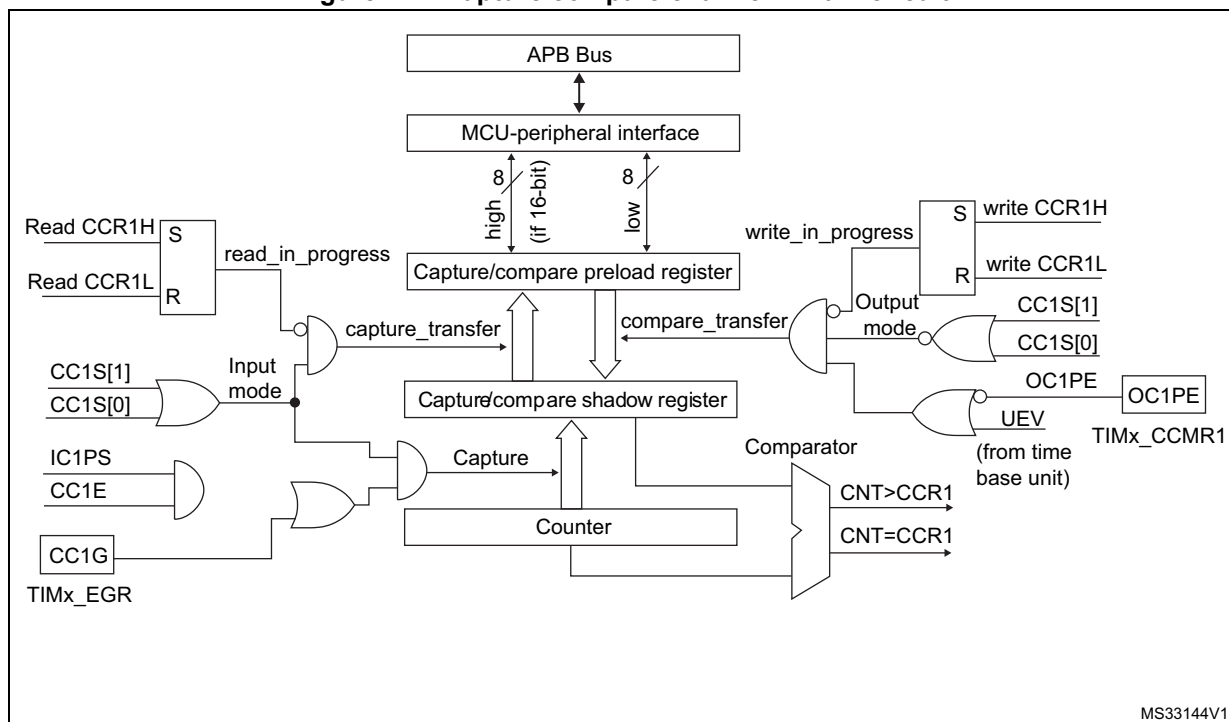 APB Bus
MCU-peripheral interface
8
high
(if 16-bit)
8
low
Read CCR1H
S
read_in_progress
Read CCR1L
R
write_in_progress
S
write CCR1H
R
write CCR1L
Capture/compare preload register
capture_transfer
compare_transfer
Output
mode
CC1S[1]
CC1S[0]
Input
mode
CC1S[1]
CC1S[0]
Capture/compare shadow register
OC1PE
OC1PE
UEV
TIMx_CCMR1
(from time
base unit)
IC1PS
CC1E
Capture
Comparator
CNT>CCR1
Counter
CNT=CCR1
CC1G
TIMx_EGR
MS33144V1